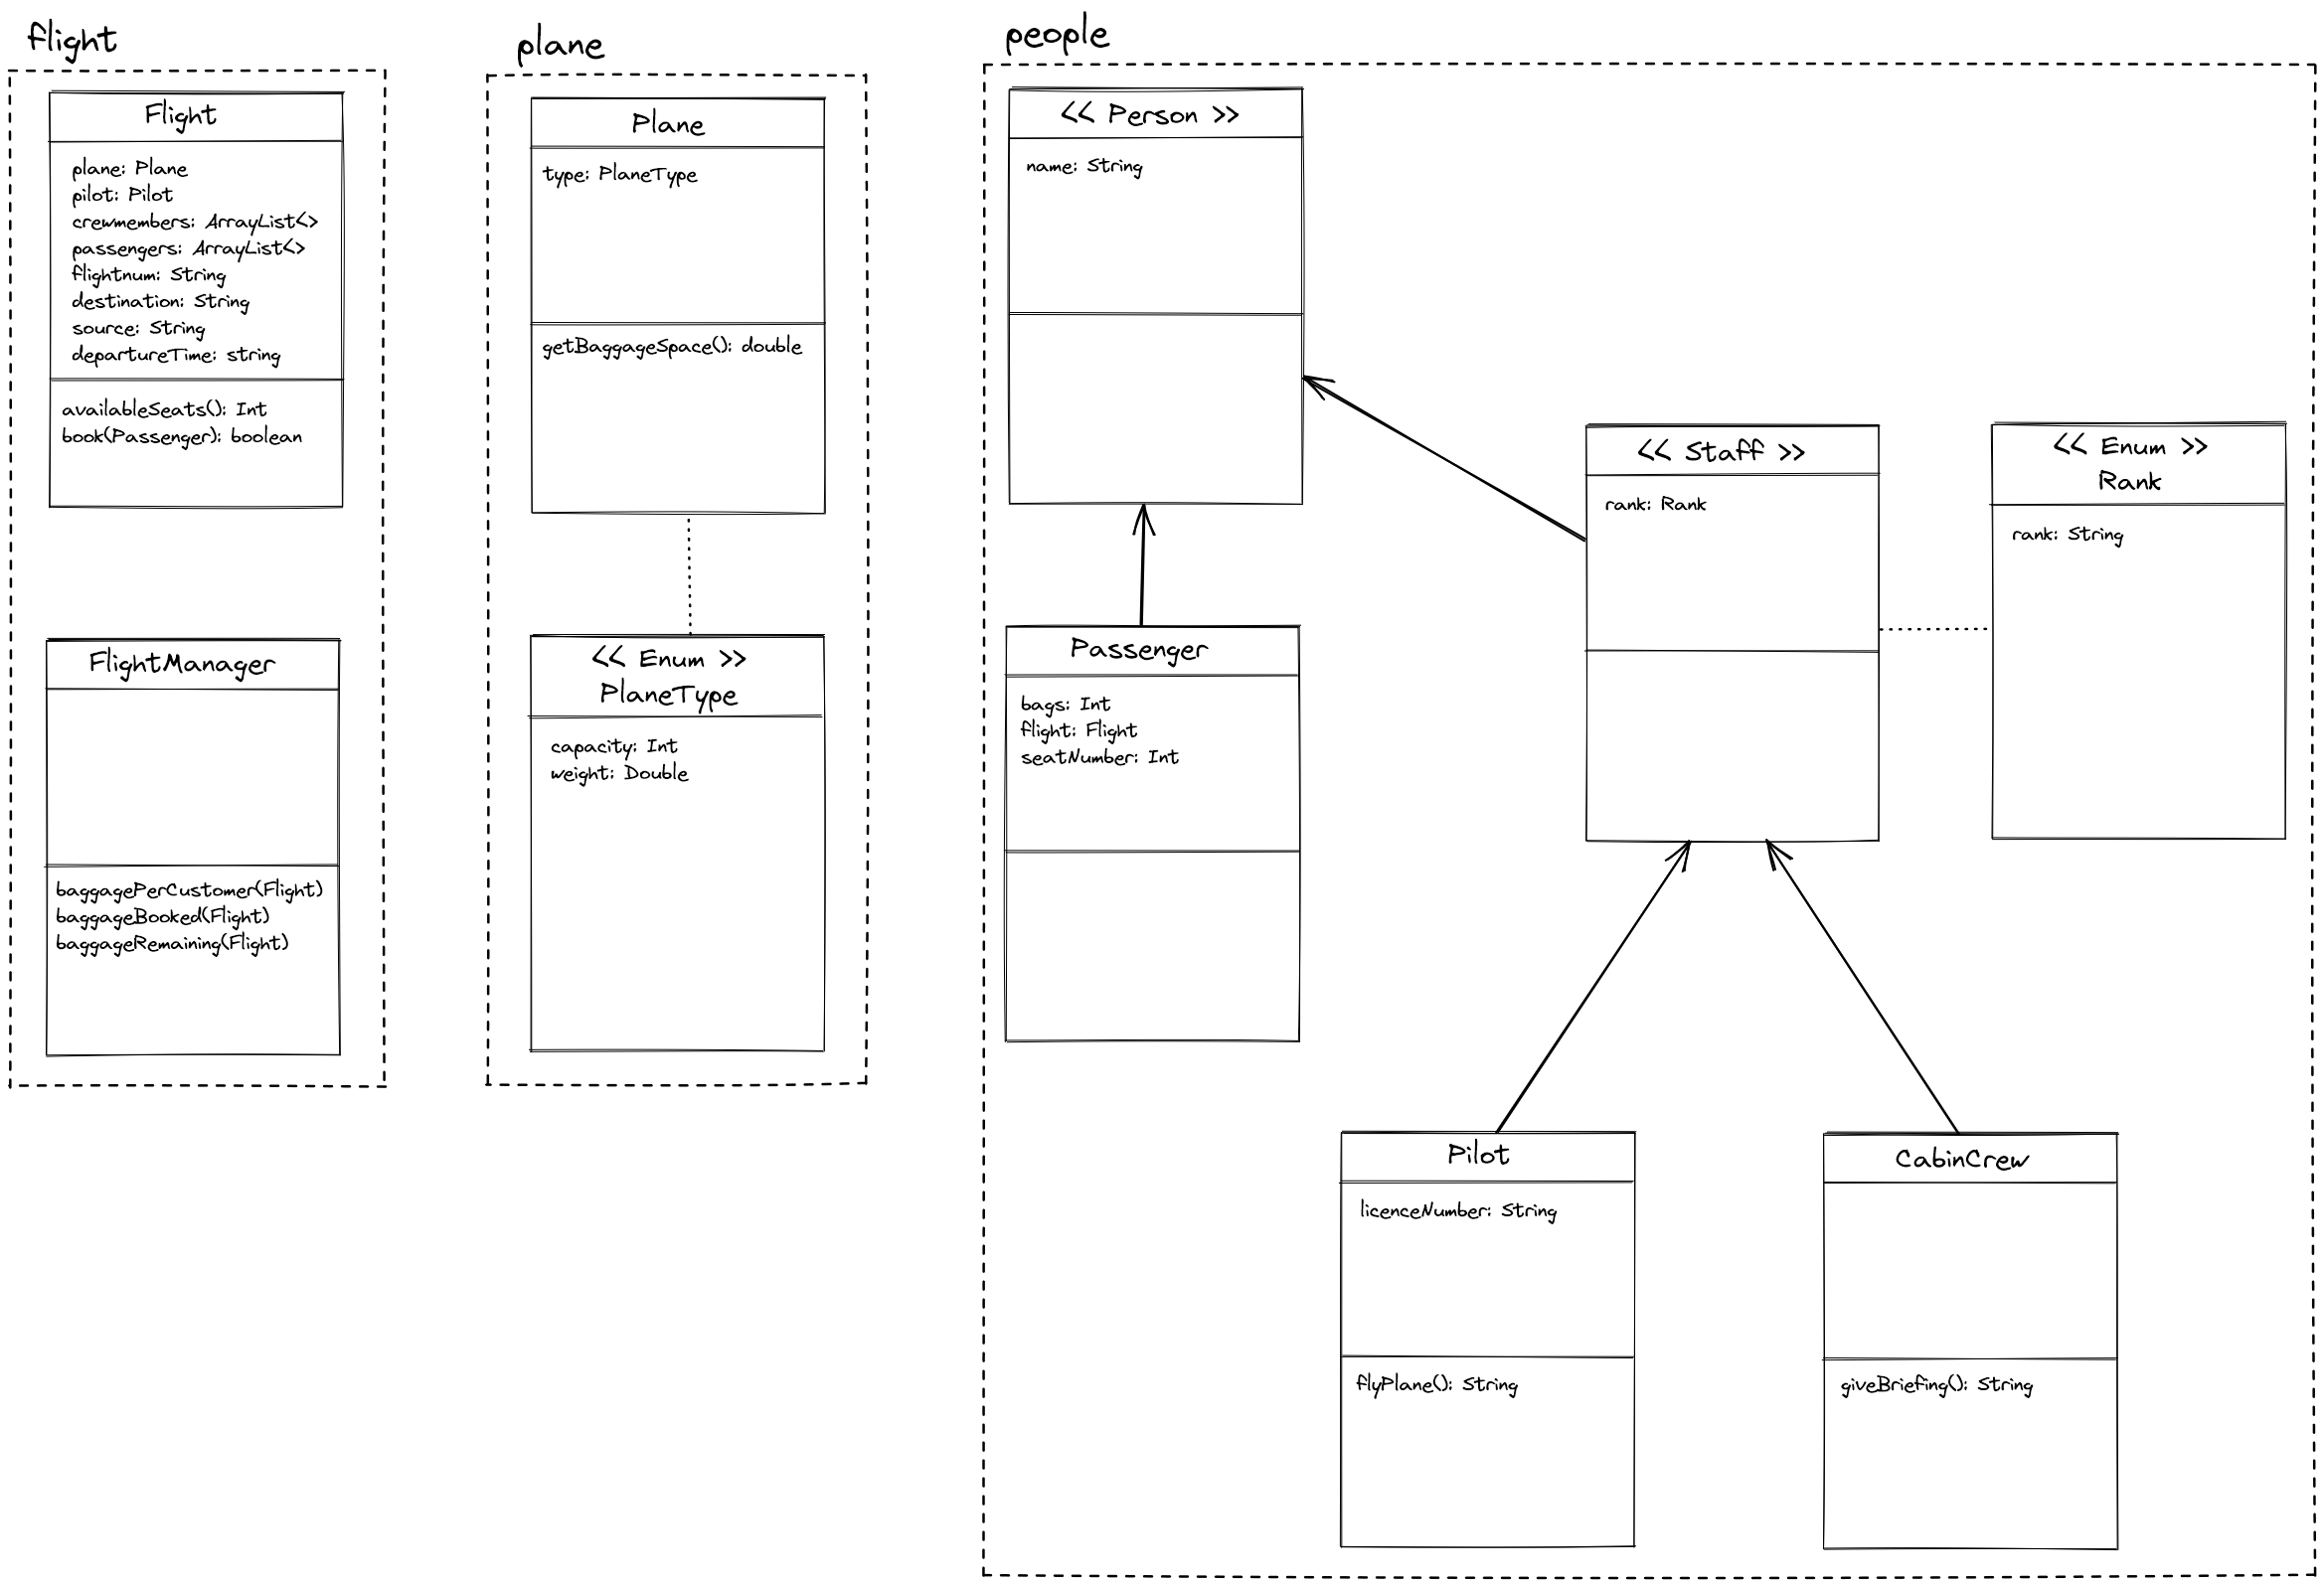 flight
Flight
plane: Plane
pilot: Pilot
crewmembers: ArrayList<>
passengers: ArrayList<>
flightnum: String
destination: String
source: String
departureTime: string
availableSeats(): Int
book(Passenger): boolean
FlightManager
baggagePerCustomer(Flight)
baggageBooked(Flight)
baggageRemaining(Flight)
plane
Plane
type: PlaneType
getBaggageSpace(): double
<< Enum >>
PlaneType
capacity: Int
weight: Double
people
<< Person >>
name: String
Passenger
bags: Int
flight: Flight
seatNumber: Int
<< Staff >>
rank: Rank
<< Enum >>
Rank
rank: String
Pilot
licenceNumber: String
flyPlane(): String
CabinCrew
giveBriefing(): String